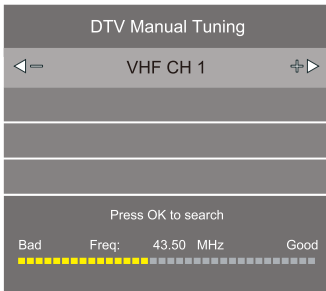 DTV Manual Tuning
VHF CH 1
Press OK to search
Bad Freq: 43.50 MHz Good